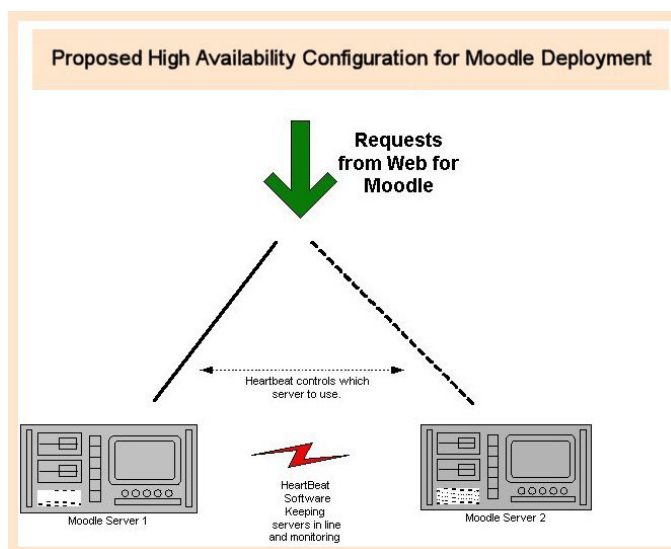 Proposed High Availability Configuration for Moodle Deployment
Requests
from Web for
Moodle
Heartbeat controls which
server to use.
HeartBeat
Software
Keeping
servers in line
and monitoring
Moodle Server 1
Moodle Server 2